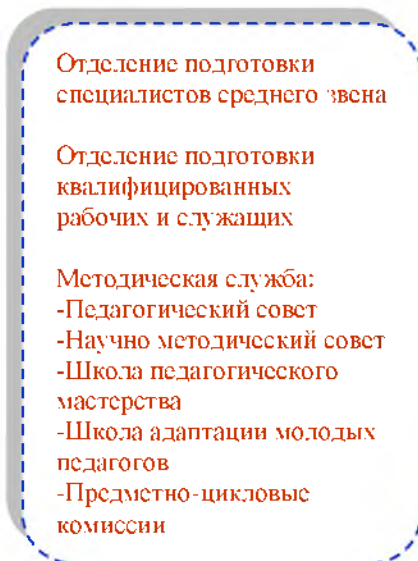 Отделение подготовки
специалистов среднего звена
Отделение подготовки
квалифицированных
рабочих и служащих
Методическая служба:
-Педагогический совет
-Научно методический совет
-Школа педагогического
мастерства
-Школа адаптации молодых
педагогов
-Предметно-цикловые
комиссии